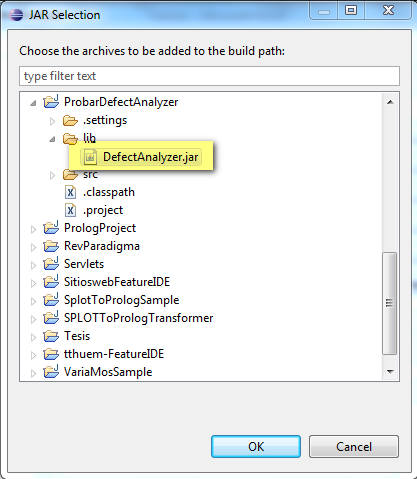 JAR Selection
Choose the archives to be added to the build path:
type filter text
ProbarDefectAnalyzer
.settings
lib
DefectAnalyzer.jar
src
.classpath
.project
PrologProject
RevParadigma
Servlets
SitioswebFeatureIDE
SplotToPrologSample
SPLOTToPrologTransformer
Tesis
tthuem-FeatureIDE
VariaMosSample
OK Cancel